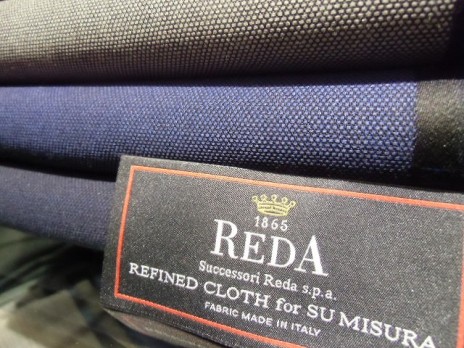 1865
REDA
Successori Reda s.p.a.
REFINED CLOTH for SU MISURA
FABRIC MADE IN ITALY